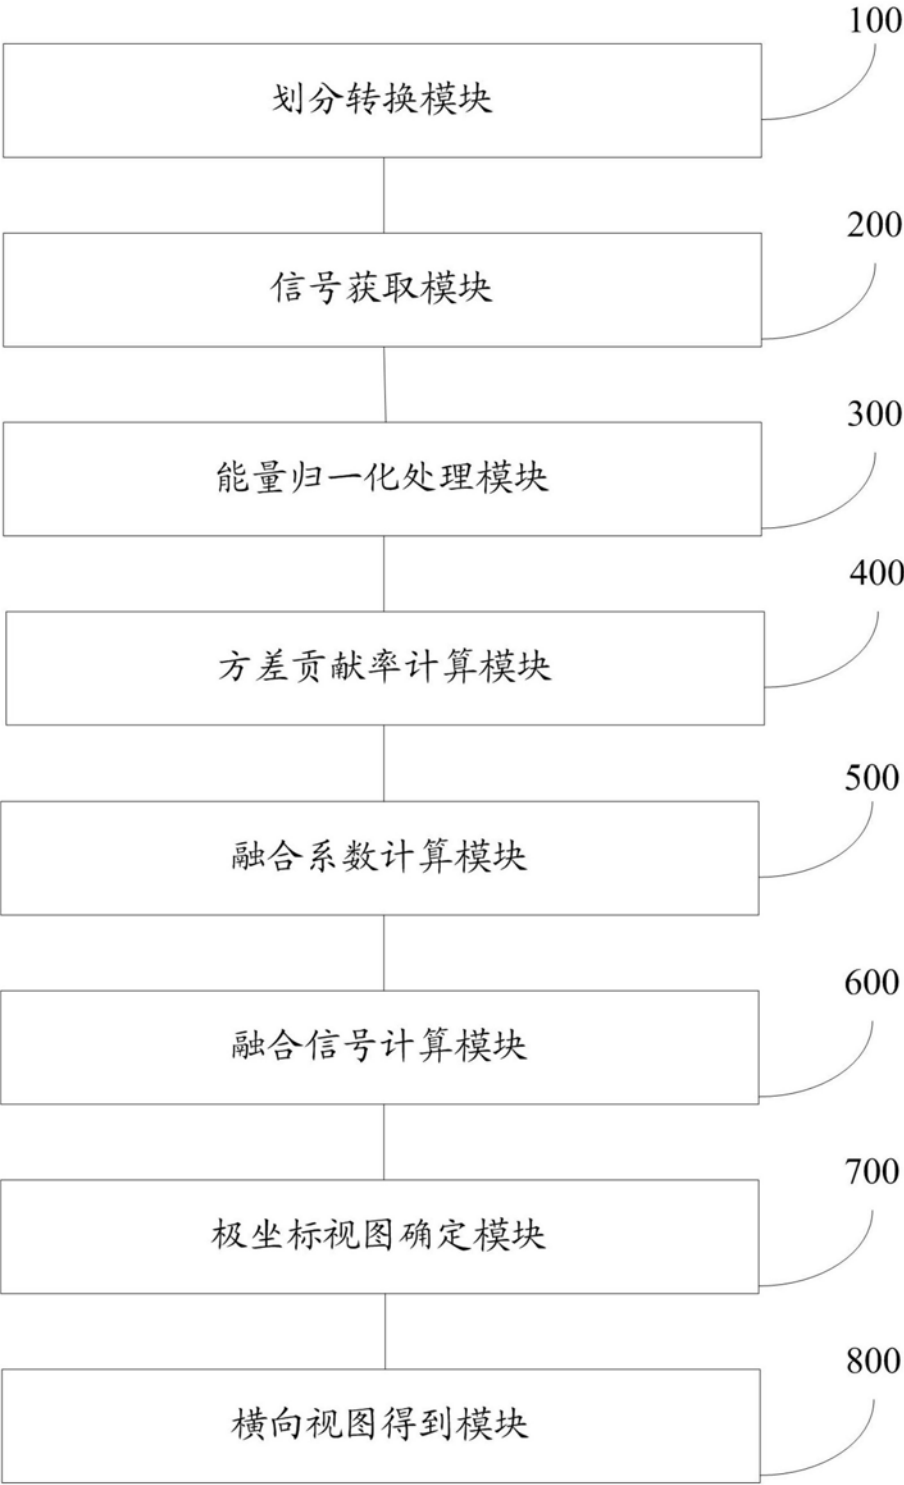 100
划分转换模块
200
信号获取模块
300
能量归一化处理模块
400
方差贡献率计算模块
500
融合系数计算模块
600
融合信号计算模块
700
极坐标视图确定模块
800
横向视图得到模块